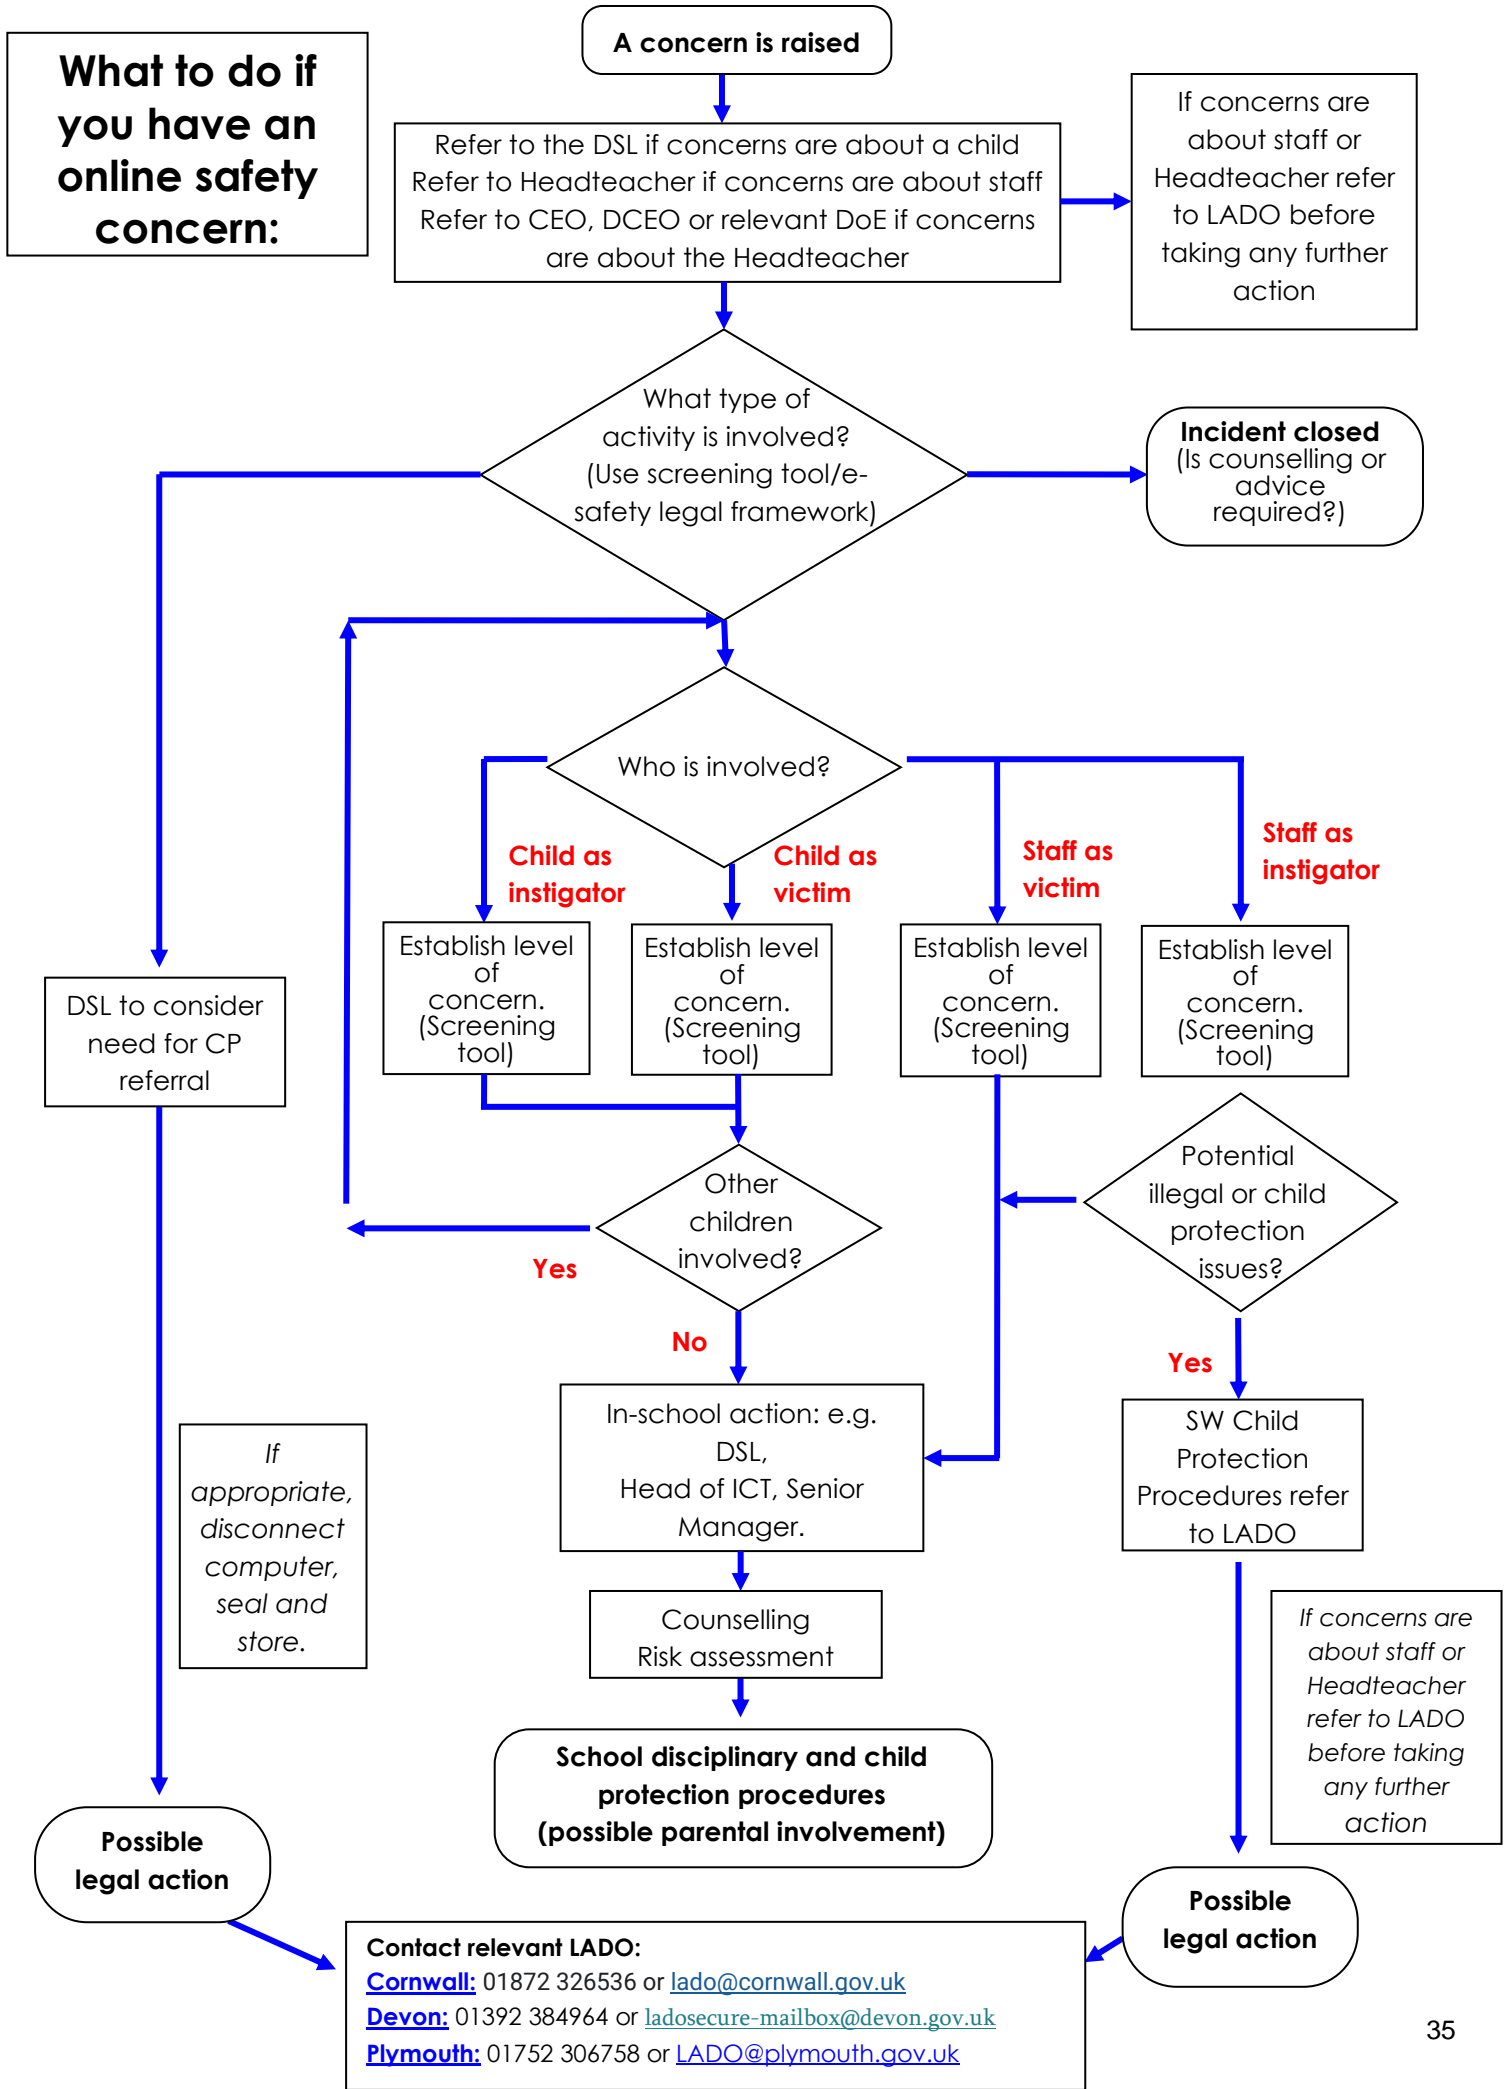 What to do if
you have an
online safety
concern:
A concern is raised
Refer to the DSL if concerns are about a child
Refer to Headteacher if concerns are about staff
Refer to CEO, DCEO or relevant DoE if concerns
are about the Headteacher
If concerns are
about staff or
Headteacher refer
to LADO before
taking any further
action
What type of
activity is involved?
(Use screening tool/e-
safety legal framework)
Incident closed
(Is counselling or
advice
required?)
Who is involved?
Child as
instigator
Child as
victim
Staff as
victim
Staff as
instigator
Establish level
of
concern.
(Screening
tool)
Establish level
of
concern.
(Screening
tool)
Establish level
of
concern.
(Screening
tool)
Establish level
of
concern.
(Screening
tool)
DSL to consider
need for CP
referral
Other
children
involved?
Yes
No
Potential
illegal or child
protection
issues?
Yes
In-school action: e.g.
DSL,
Head of ICT, Senior
Manager.
SW Child
Protection
Procedures refer
to LADO
If
appropriate,
disconnect
computer,
seal and
store.
Counselling
Risk assessment
If concerns are
about staff or
Headteacher
refer to LADO
before taking
any further
action
School disciplinary and child
protection procedures
(possible parental involvement)
Possible
legal action
Possible
legal action
Contact relevant LADO:
Cornwall: 01872 326536 or lado@cornwall.gov.uk
Devon: 01392 384964 or ladosecure-mailbox@devon.gov.uk
Plymouth: 01752 306758 or LADO@plymouth.gov.uk
35